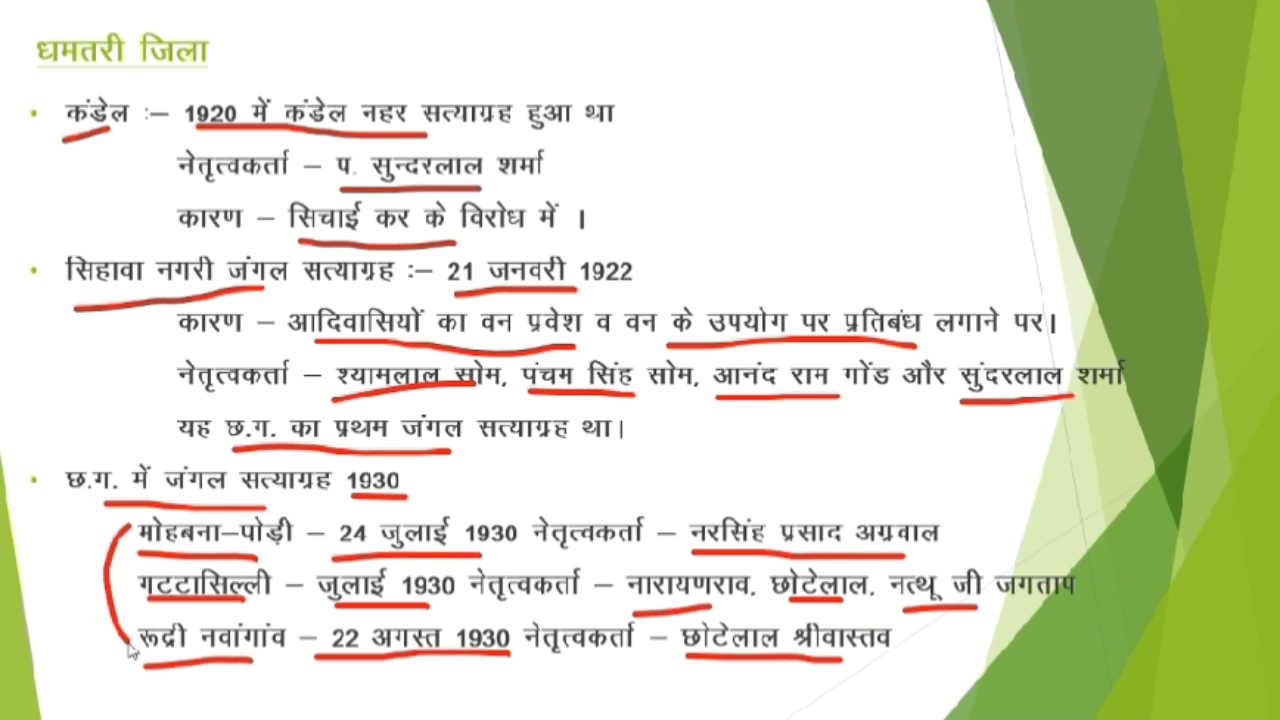 धमतरी जिला
• कंडेल :– 1920 में कंडेल नहर सत्याग्रह हुआ था
नेतृत्वकर्ता – प. सुन्दरलाल शर्मा
कारण – सिचाई कर के विरोध में ।
• सिहावा नगरी जंगल सत्याग्रह :– 21 जनवरी 1922
कारण – आदिवासियों का वन प्रवेश व वन के उपयोग पर प्रतिबंध लगाने पर।
नेतृत्वकर्ता – श्यामलाल सोम, पंचम सिंह सोम, आनंद राम गोंड और सुंदरलाल शर्मा
यह छ.ग. का प्रथम जंगल सत्याग्रह था।
• छ.ग. में जंगल सत्याग्रह 1930
मोहबना–पोड़ी – 24 जुलाई 1930 नेतृत्वकर्ता – नरसिंह प्रसाद अग्रवाल
गटटासिल्ली – जुलाई 1930 नेतृत्वकर्ता – नारायणराव, छोटेलाल, नत्थू जी जगताप
रूद्री नवांगांव – 22 अगस्त 1930 नेतृत्वकर्ता – छोटेलाल श्रीवास्तव